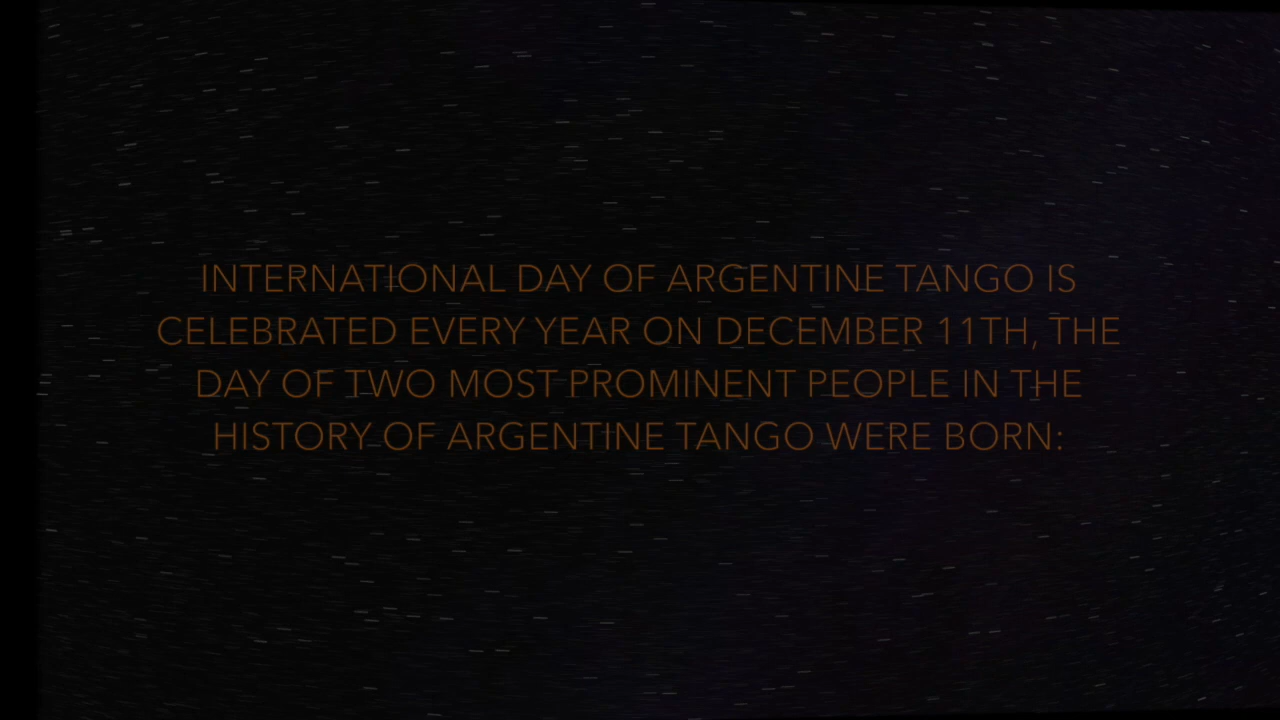 INTERNATIONAL DAY OF ARGENTINE TANGO IS
CELEBRATED EVERY YEAR ON DECEMBER 11TH, THE
DAY OF TWO MOST PROMINENT PEOPLE IN THE
HISTORY OF ARGENTINE TANGO WERE BORN: